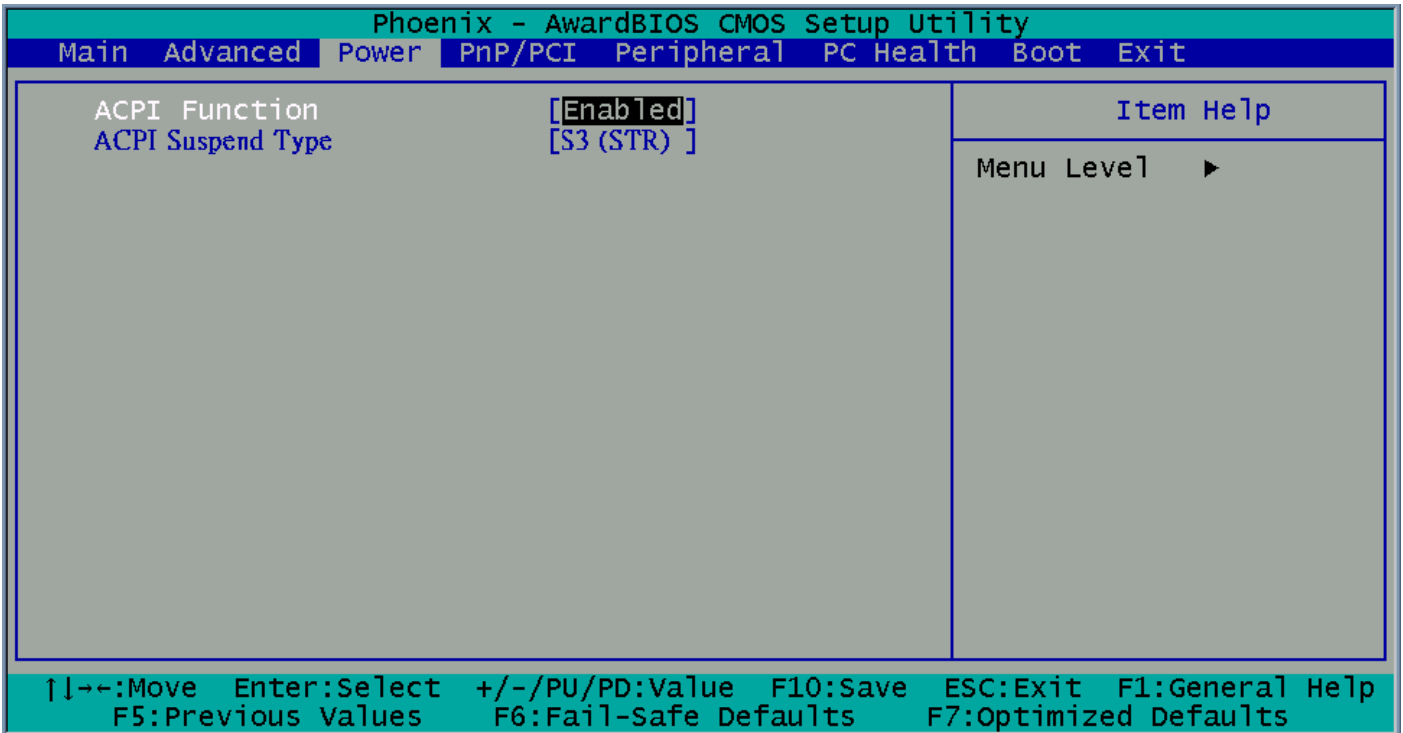 Phoenix - AwardBIOS CMOS Setup Utility
Main Advanced Power PnP/PCI Peripheral PC Health Boot Exit
ACPI Function [Enabled]
ACPI Suspend Type [S3 (STR) ]
Item Help
Menu Level ►
↑↓→←:Move Enter:Select +/-/PU/PD:Value F10:Save ESC:Exit F1:General Help
F5:Previous Values F6:Fail-Safe Defaults F7:Optimized Defaults